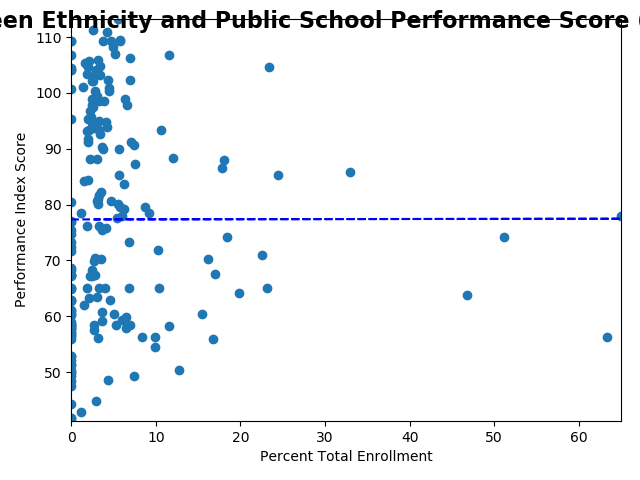 een Ethnicity and Public School Performance Score (
110
100
90
80
70
60
50
0 10 20 30 40 50 60
Performance Index Score
Percent Total Enrollment